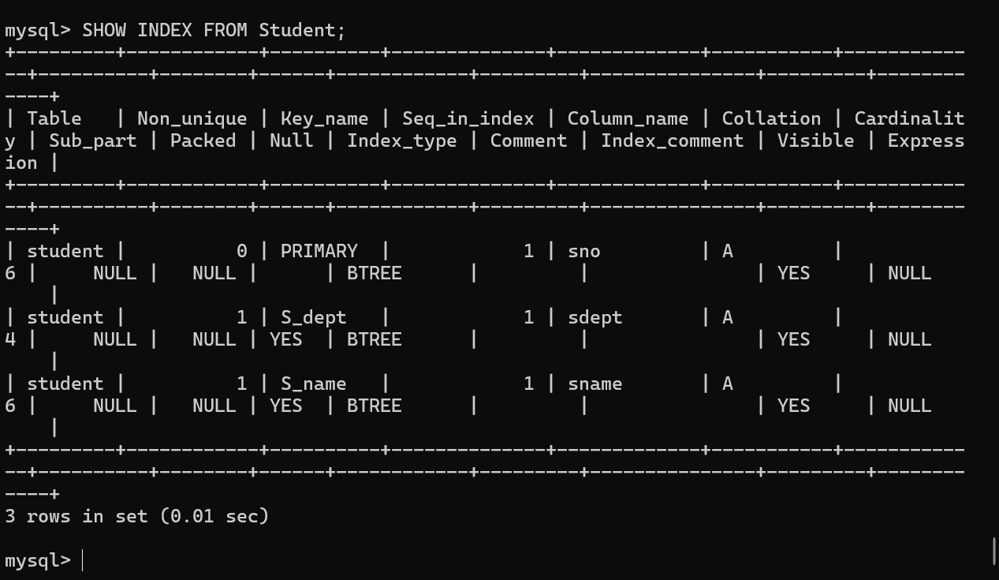 mysql> SHOW INDEX FROM Student;
+---------+------------+----------+--------------+-------------+-----------+-----------
--+----------+--------+------+------------+---------+---------------+---------+--------
----+
| Table   | Non_unique | Key_name | Seq_in_index | Column_name | Collation | Cardinalit
y | Sub_part | Packed | Null | Index_type | Comment | Index_comment | Visible | Express
ion |
+---------+------------+----------+--------------+-------------+-----------+-----------
--+----------+--------+------+------------+---------+---------------+---------+--------
----+
| student |          0 | PRIMARY  |            1 | sno         | A         |
6 |     NULL |   NULL |      | BTREE      |         |               | YES     | NULL
    |
| student |          1 | S_dept   |            1 | sdept       | A         |
4 |     NULL |   NULL | YES  | BTREE      |         |               | YES     | NULL
    |
| student |          1 | S_name   |            1 | sname       | A         |
6 |     NULL |   NULL | YES  | BTREE      |         |               | YES     | NULL
    |
+---------+------------+----------+--------------+-------------+-----------+-----------
--+----------+--------+------+------------+---------+---------------+---------+--------
----+
3 rows in set (0.01 sec)
mysql>